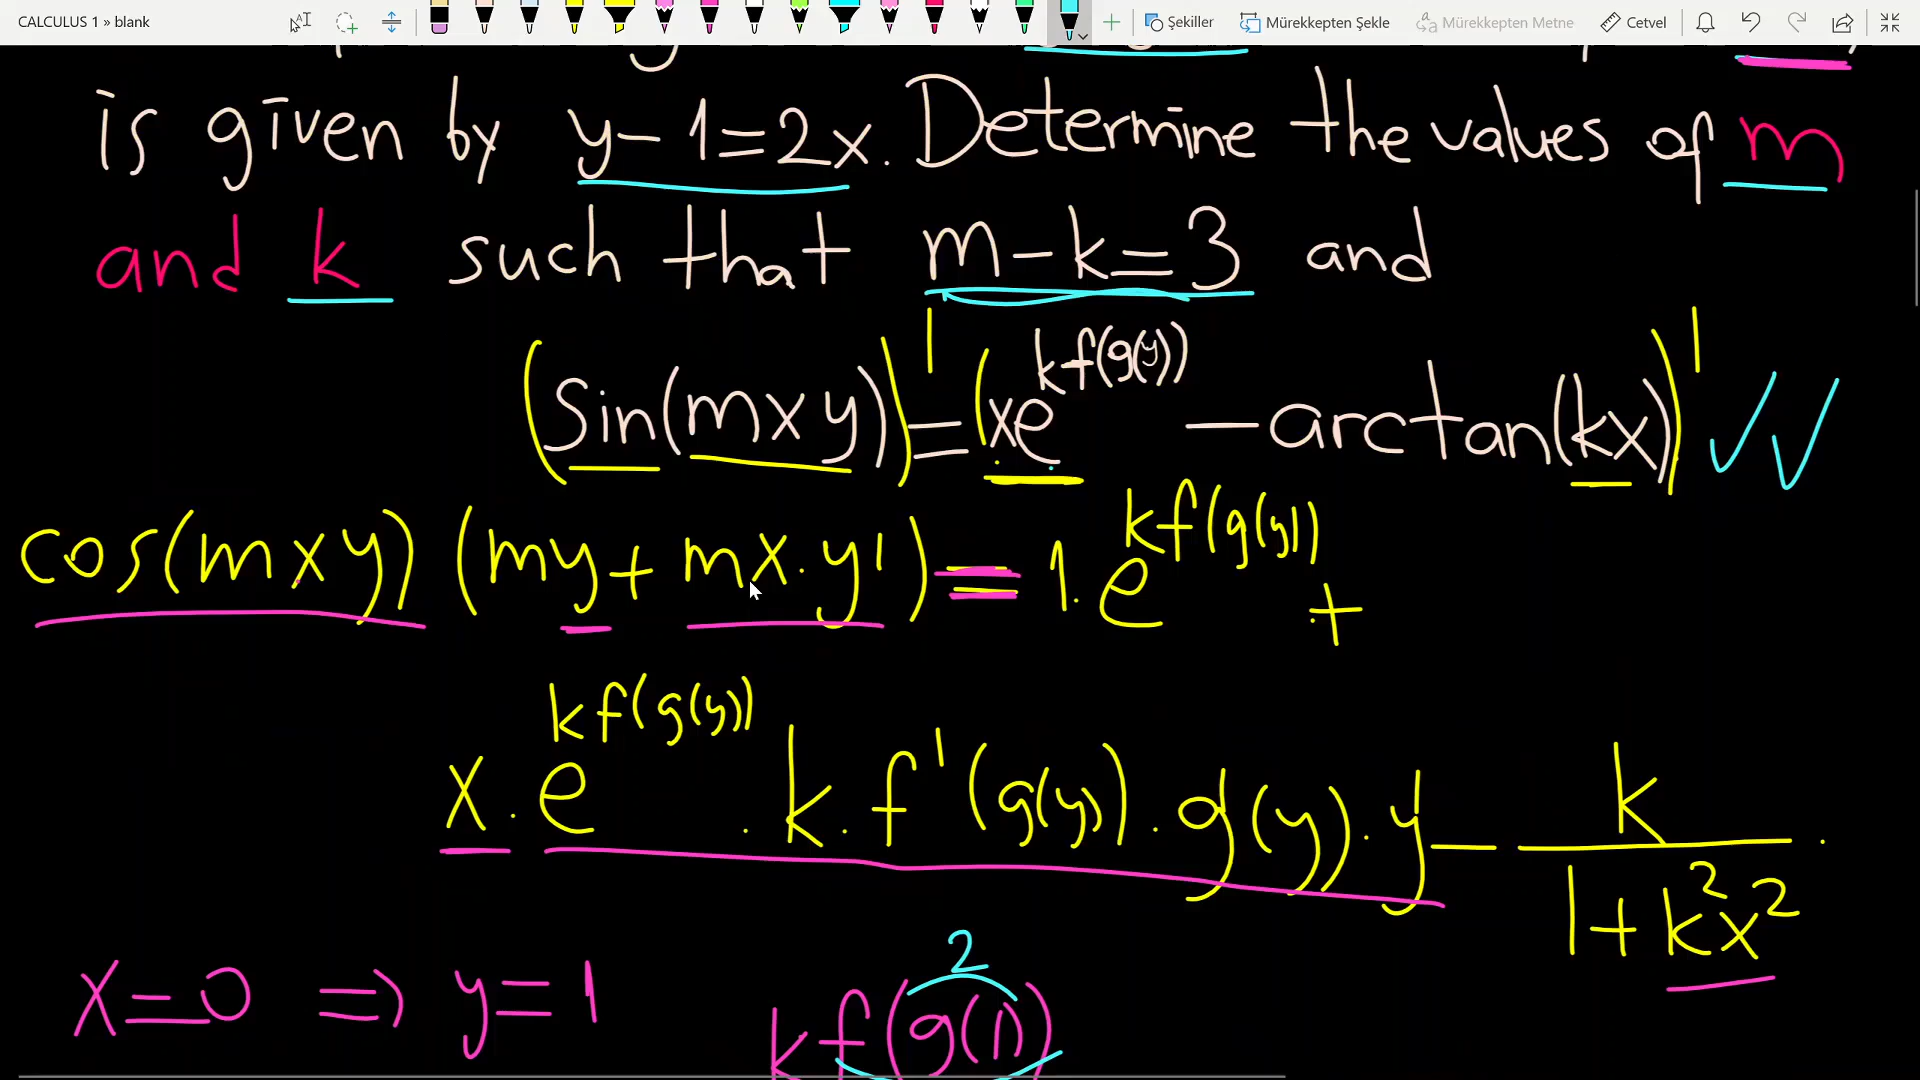 CALCULUS 1 » blank
Şekiller
Mürekkepten Şekle
Mürekkepten Metne
Cetvel
is given by y-1=2x. Determine the values of m
and k such that m-k=3 and
(Sin(mxy))' = (xe^{kf(g(y))} - arctan(kx))'
cos(mxy) (my + mx.y') = 1.e^{kf(g(y))} +
x.e^{kf(g(y))} . k.f'(g(y)).g'(y).y' - k/(1+k²x²) .
x=0 ⇒ y=1
2
kf(g(1))